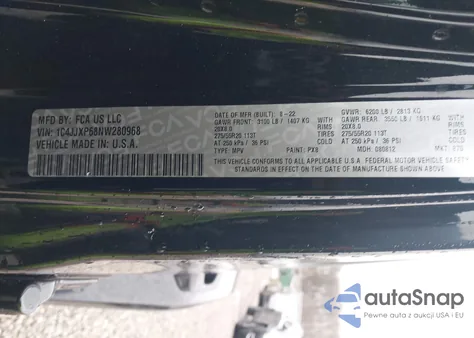 MFD BY: FCA US LLC
VIN: 1C4JJXP68NW280968
VEHICLE MADE IN: U.S.A.
DATE OF MFR (BUILT): 8-22
GVWR: 6200 LB / 2813 KG
GAWR FRONT: 3100 LB / 1407 KG WITH
GAWR REAR: 3550 LB / 1611 KG WITH
20X8.0 RIMS
20X8.0 RIMS
275/55R20 113T TIRES
275/55R20 113T TIRES
AT 250 kPa / 36 PSI
AT 250 kPa / 36 PSI
TYPE: MPV PAINT: PX8 MDH: 080812 MKT:
THIS VEHICLE CONFORMS TO ALL APPLICABLE U.S.A. FEDERAL MOTOR VEHICLE SAFETY
STANDARDS IN EFFECT ON THE DATE OF MANUFACTURE SHOWN ABOVE.
autoSnap
Pewne auta z aukcji USA i EU